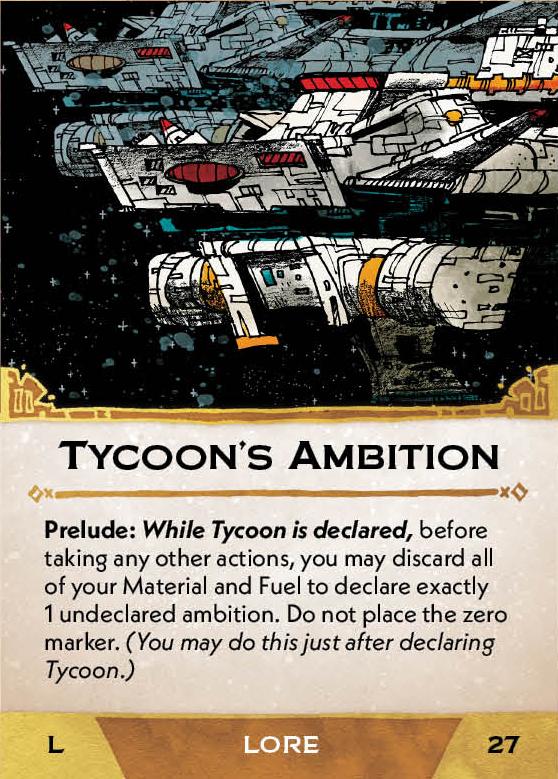 TYCOON'S AMBITION
Prelude: While Tycoon is declared, before
taking any other actions, you may discard all
of your Material and Fuel to declare exactly
1 undeclared ambition. Do not place the zero
marker. (You may do this just after declaring
Tycoon.)
L LORE 27